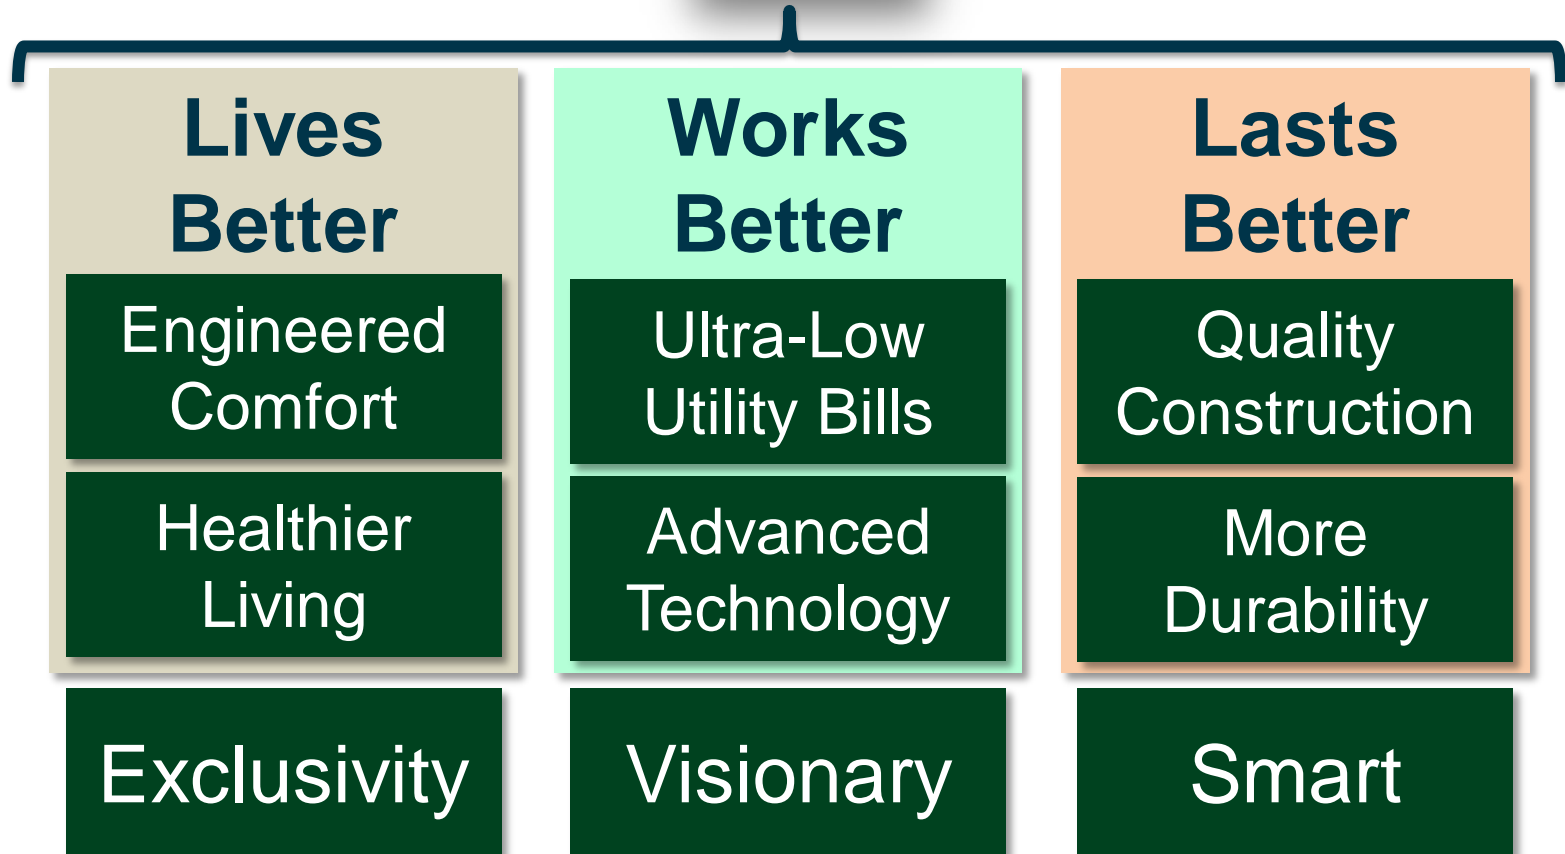 Lives
Better
Engineered
Comfort
Healthier
Living
Exclusivity
Works
Better
Ultra-Low
Utility Bills
Advanced
Technology
Visionary
Lasts
Better
Quality
Construction
More
Durability
Smart